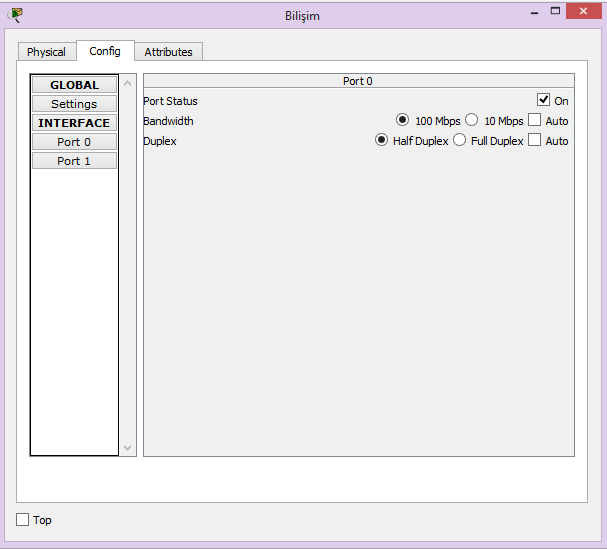 Bilişim
Physical Config Attributes
GLOBAL
Settings
INTERFACE
Port 0
Port 1
Port 0
Port Status On
Bandwidth 100 Mbps 10 Mbps Auto
Duplex Half Duplex Full Duplex Auto
Top